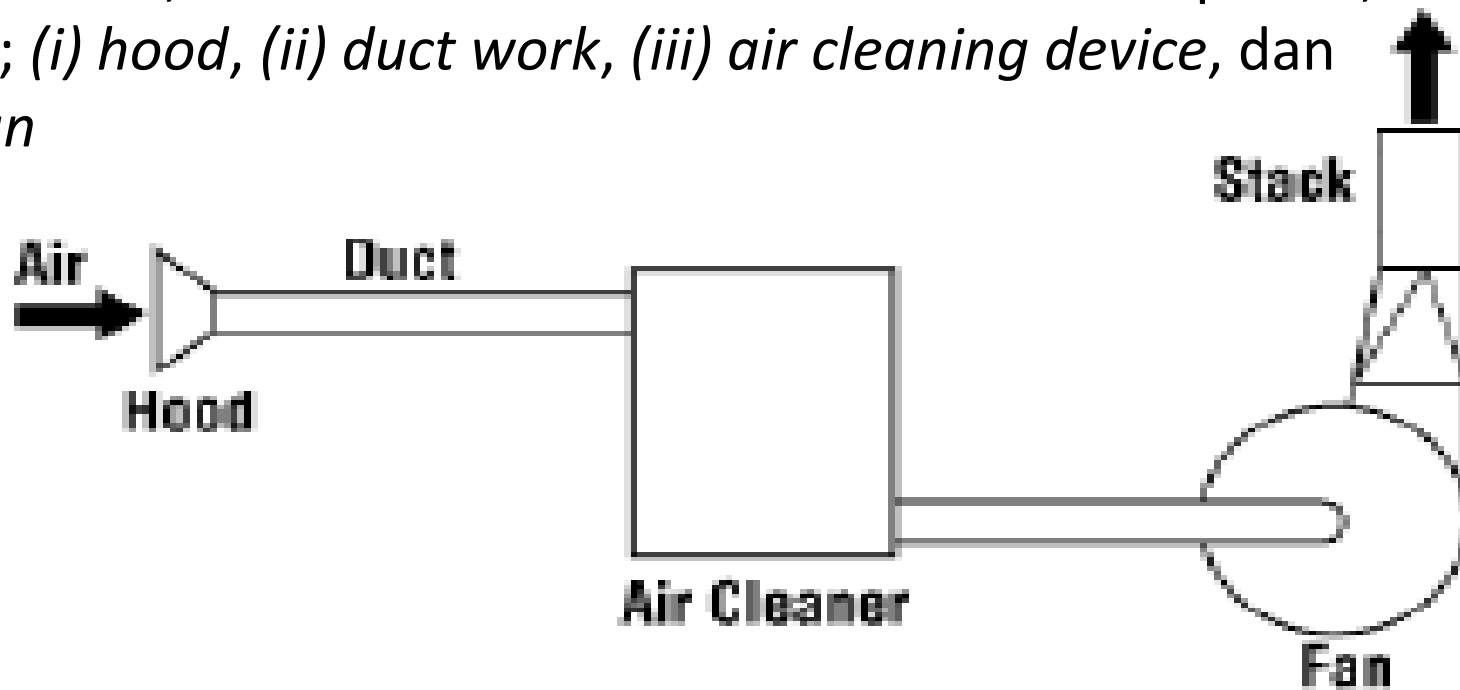 ; (i) hood, (ii) duct work, (iii) air cleaning device, dan
Stack
Air
Duct
Hood
Air Cleaner
Fan